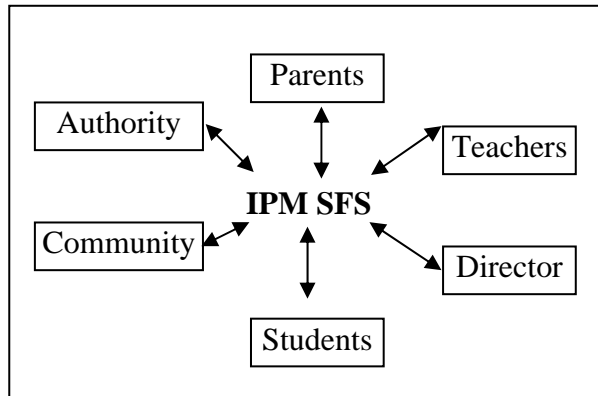 Parents
Authority
Teachers
IPM SFS
Community
Director
Students